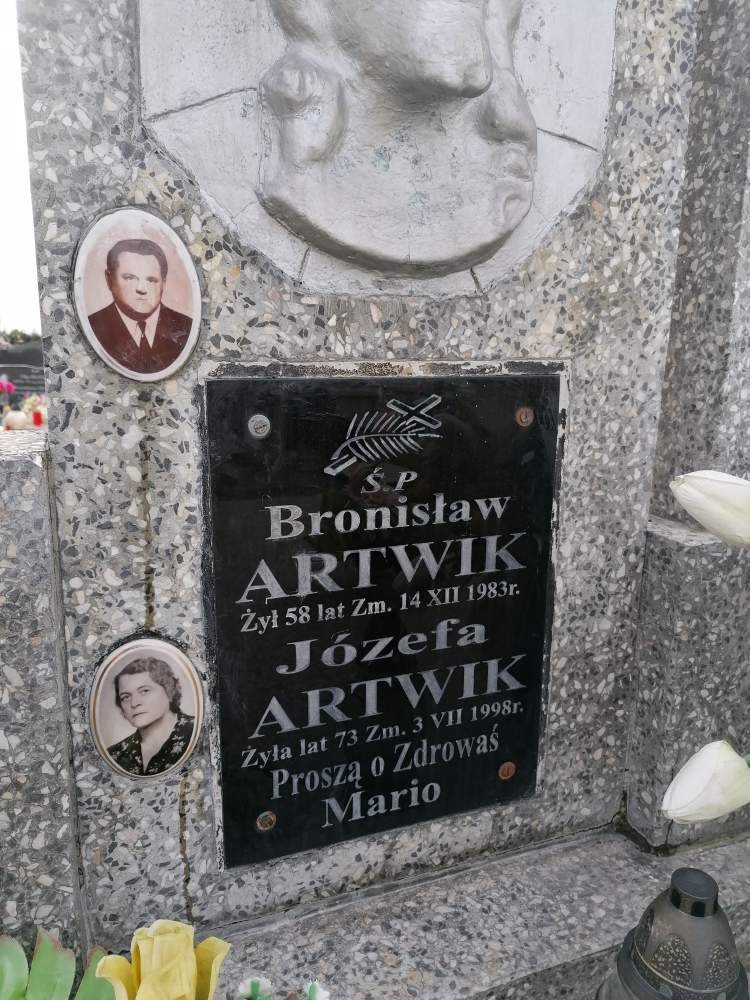 Ś.P
Bronisław
ARTWIK
Żył 58 lat Zm. 14 XII 1983r.
Józefa
ARTWIK
Żyła lat 73 Zm. 3 VII 1998r.
Proszą o Zdrowaś
Mario